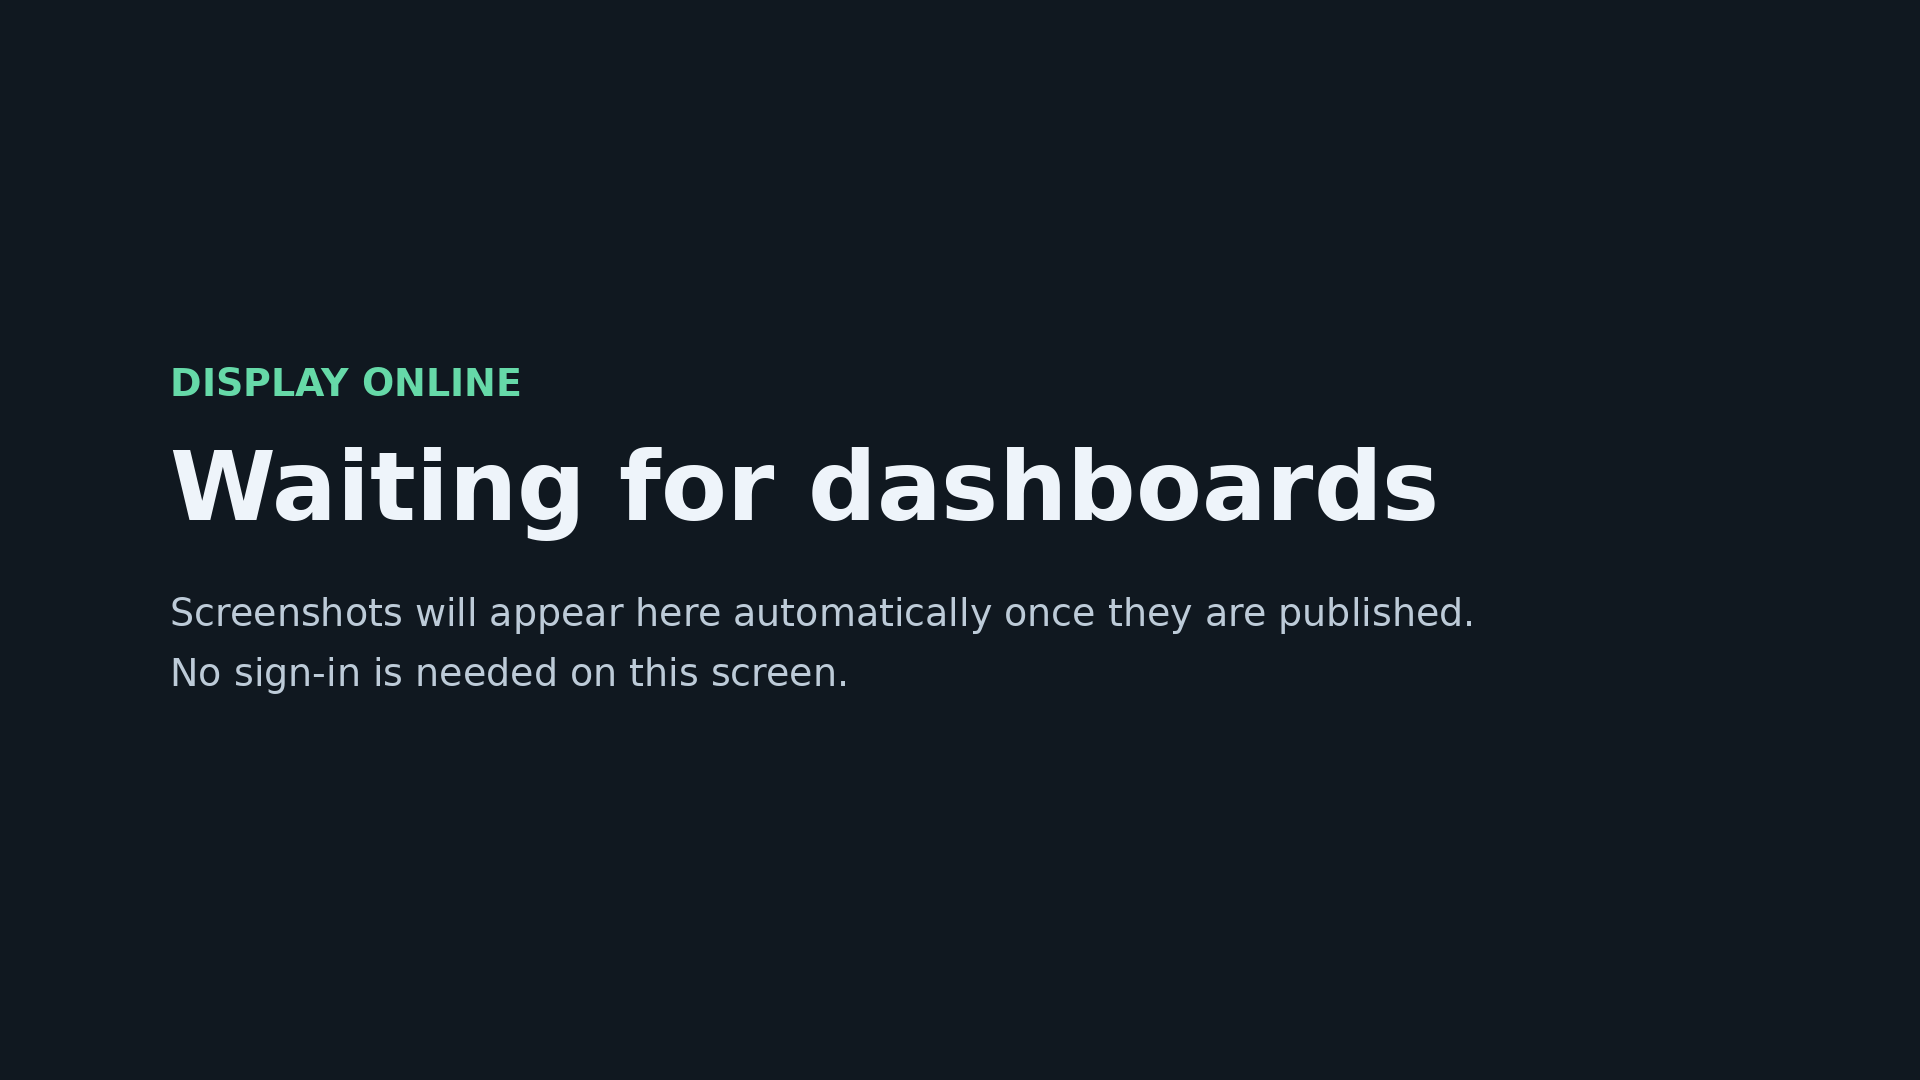 DISPLAY ONLINE
Waiting for dashboards
Screenshots will appear here automatically once they are published.
No sign-in is needed on this screen.